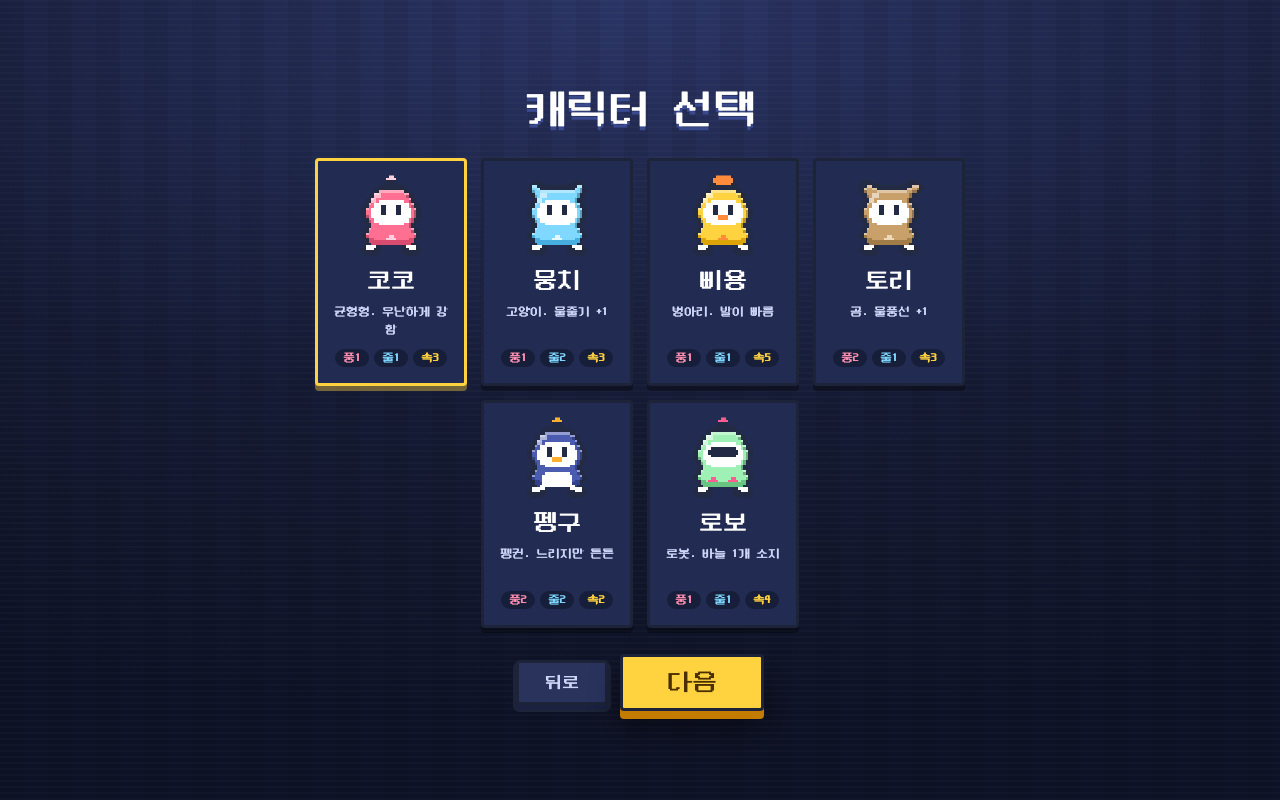 캐릭터 선택
코코
균형형. 무난하게 강
함
풍1 줄1 속3
뭉치
고양이. 물줄기 +1
풍1 줄2 속3
삐용
병아리. 발이 빠름
풍1 줄1 속5
토리
곰. 물풍선 +1
풍2 줄1 속3
펭구
펭귄. 느리지만 튼튼
풍2 줄2 속2
로보
로봇. 바늘 1개 소지
풍1 줄1 속4
뒤로
다음